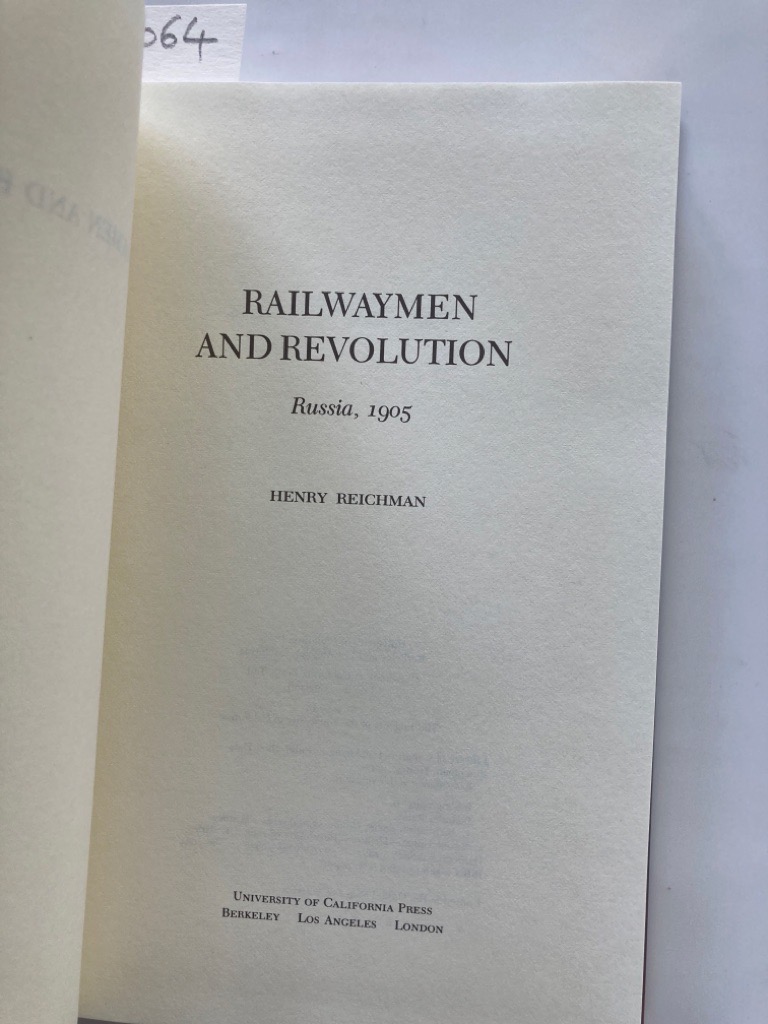 064
RAILWAYMEN
AND REVOLUTION
Russia, 1905
HENRY REICHMAN
UNIVERSITY OF CALIFORNIA PRESS
BERKELEY LOS ANGELES LONDON